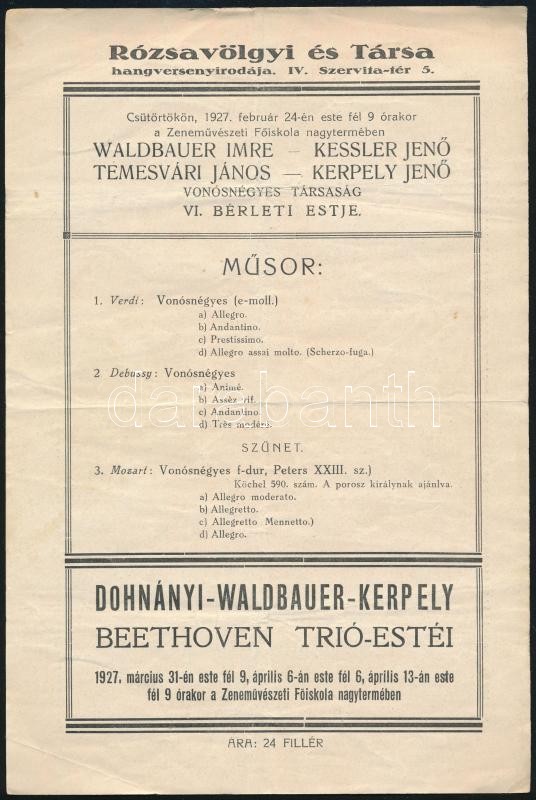 Rózsavölgyi és Társa
hangversenyirodája. IV. Szervita-tér 5.
Csütörtökön, 1927. február 24-én este fél 9 órakor
a Zeneművészeti Főiskola nagytermében
WALDBAUER IMRE — KESSLER JENŐ
TEMESVÁRI JÁNOS — KERPELY JENŐ
VONÓSNÉGYES TÁRSASÁG
VI. BÉRLETI ESTJE.
MŰSOR:
1. Verdi: Vonósnégyes (e-moll.)
a) Allegro.
b) Andantino.
c) Prestissimo.
d) Allegro assai molto. (Scherzo-fuga.)
2 Debussy: Vonósnégyes
a) Animé.
b) Assèz vif.
c) Andantino.
d) Très modéré.
darabanth
SZÜNET.
3. Mozart: Vonósnégyes f-dur, Peters XXIII. sz.)
Köchel 590. szám. A porosz királynak ajánlva.
a) Allegro moderato.
b) Allegretto.
c) Allegretto Mennetto.)
d) Allegro.
DOHNÁNYI-WALDBAUER-KERPELY
BEETHOVEN TRIÓ-ESTÉI
1927. március 31-én este fél 9, április 6-án este fél 6, április 13-án este
fél 9 órakor a Zeneművészeti Főiskola nagytermében
ÁRA: 24 FILLÉR